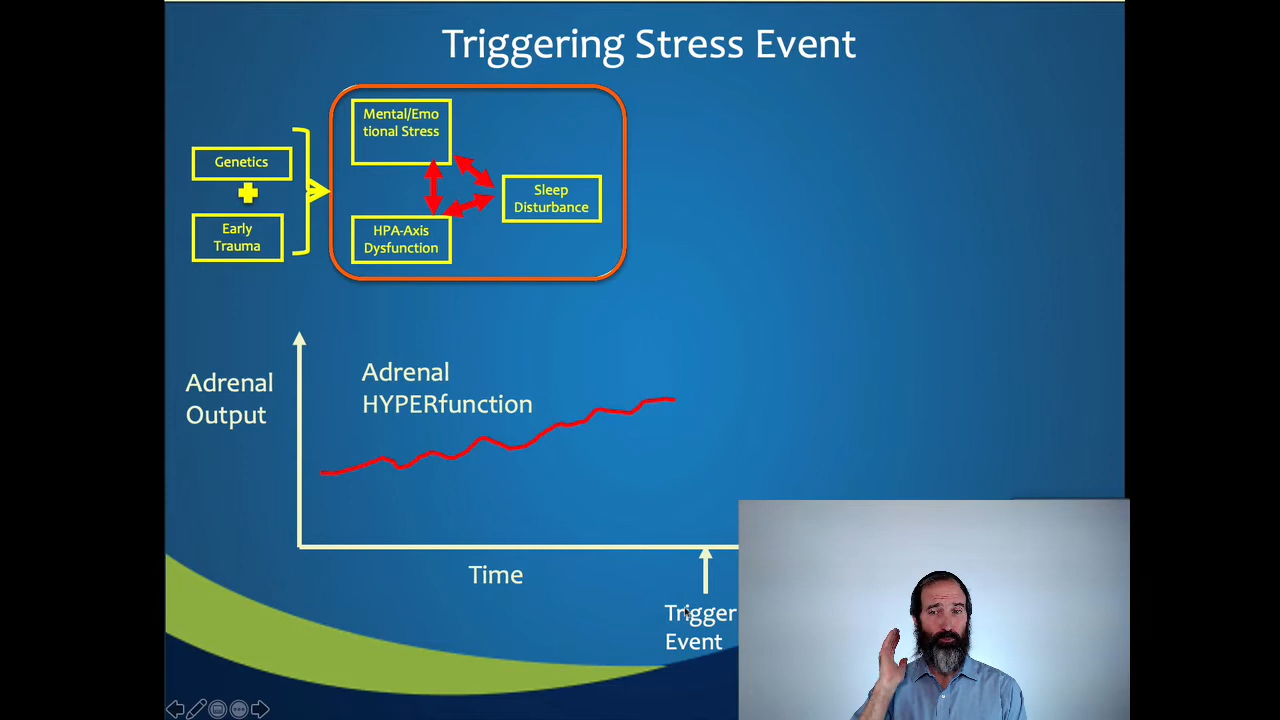 Triggering Stress Event
Mental/Emo
tional Stress
Genetics
Sleep
Disturbance
Early
Trauma
HPA-Axis
Dysfunction
Adrenal
Output
Adrenal
HYPERfunction
Time
Trigger
Event